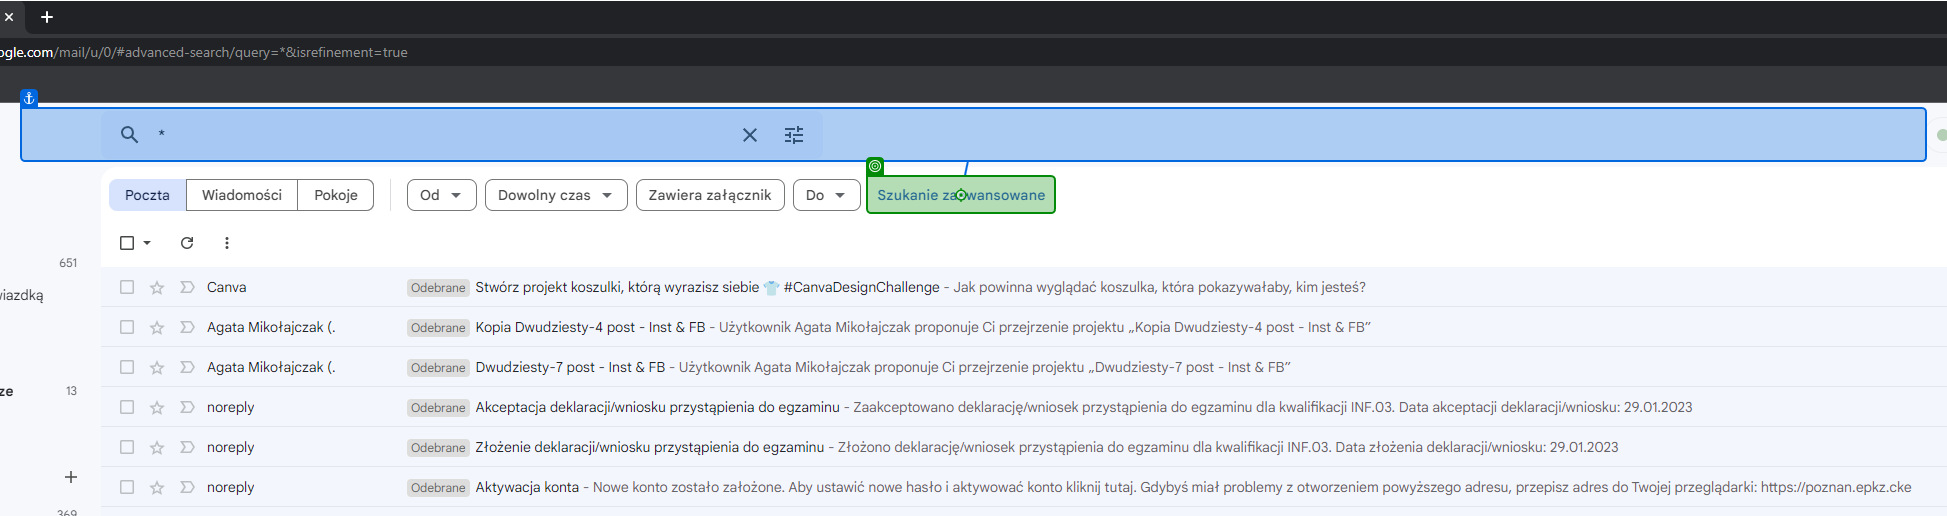 ogle.com/mail/u/0/#advanced-search/query=*&isrefinement=true
*
Poczta Wiadomości Pokoje Od Dowolny czas Zawiera załącznik Do Szukanie zaawansowane
651
wiazdką
Canva Odebrane Stwórz projekt koszulki, którą wyrazisz siebie 👕 #CanvaDesignChallenge - Jak powinna wyglądać koszulka, która pokazywałaby, kim jesteś?
Agata Mikołajczak (. Odebrane Kopia Dwudziesty-4 post - Inst & FB - Użytkownik Agata Mikołajczak proponuje Ci przejrzenie projektu „Kopia Dwudziesty-4 post - Inst & FB”
Agata Mikołajczak (. Odebrane Dwudziesty-7 post - Inst & FB - Użytkownik Agata Mikołajczak proponuje Ci przejrzenie projektu „Dwudziesty-7 post - Inst & FB”
ze 13
noreply Odebrane Akceptacja deklaracji/wniosku przystąpienia do egzaminu - Zaakceptowano deklarację/wniosek przystąpienia do egzaminu dla kwalifikacji INF.03. Data akceptacji deklaracji/wniosku: 29.01.2023
noreply Odebrane Złożenie deklaracji/wniosku przystąpienia do egzaminu - Złożono deklarację/wniosek przystąpienia do egzaminu dla kwalifikacji INF.03. Data złożenia deklaracji/wniosku: 29.01.2023
noreply Odebrane Aktywacja konta - Nowe konto zostało założone. Aby ustawić nowe hasło i aktywować konto kliknij tutaj. Gdybyś miał problemy z otworzeniem powyższego adresu, przepisz adres do Twojej przeglądarki: https://poznan.epkz.cke
369